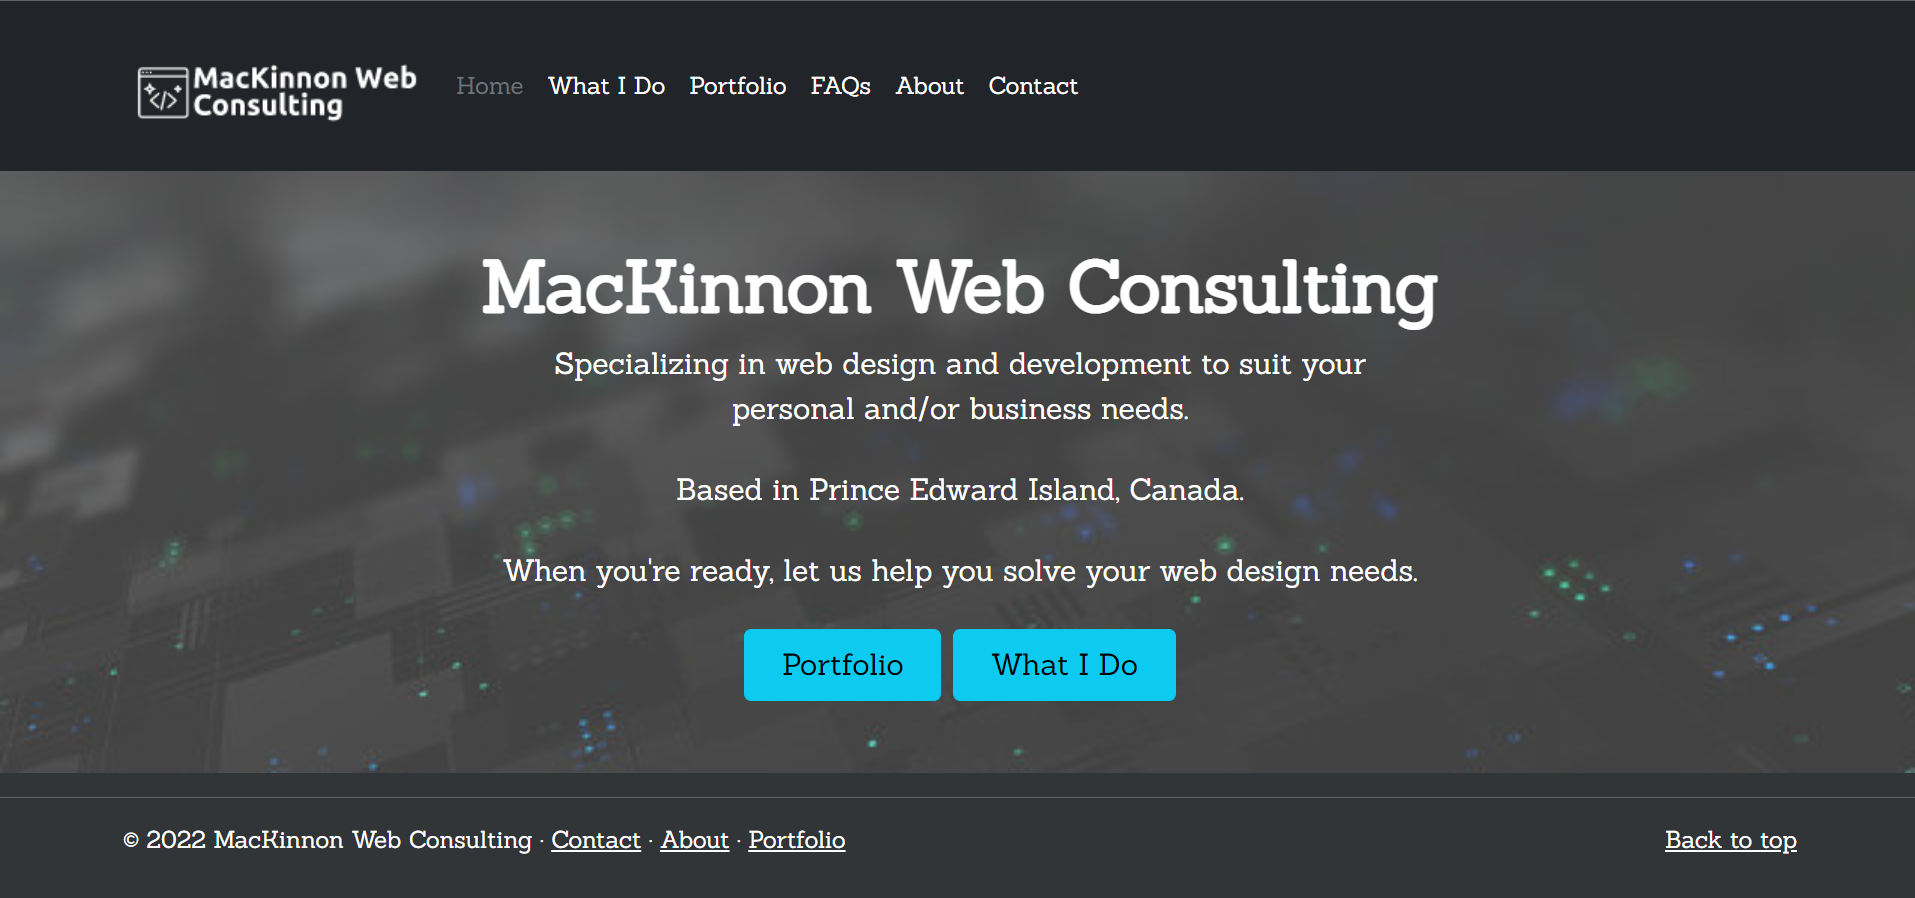 MacKinnon Web
Consulting
Home What I Do Portfolio FAQs About Contact
MacKinnon Web Consulting
Specializing in web design and development to suit your
personal and/or business needs.
Based in Prince Edward Island, Canada.
When you're ready, let us help you solve your web design needs.
Portfolio What I Do
© 2022 MacKinnon Web Consulting · Contact · About · Portfolio Back to top